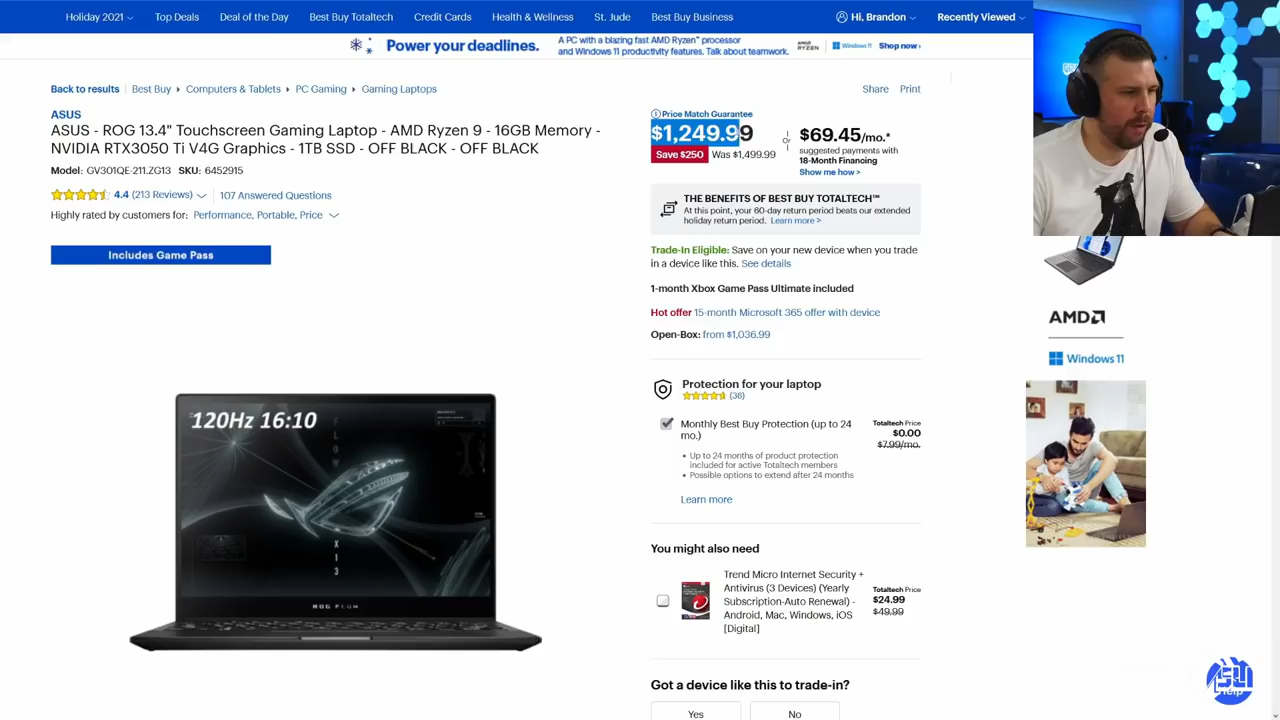 Holiday 2021
Top Deals
Deal of the Day
Best Buy Totaltech
Credit Cards
Health & Wellness
St. Jude
Best Buy Business
Hi, Brandon
Recently Viewed
Power your deadlines.
A PC with a blazing fast AMD Ryzen™ processor
and Windows 11 productivity features. Talk about teamwork.
AMD
RYZEN
Windows 11
Shop now ›
Back to results
Best Buy
Computers & Tablets
PC Gaming
Gaming Laptops
Share
Print
ASUS
ASUS - ROG 13.4" Touchscreen Gaming Laptop - AMD Ryzen 9 - 16GB Memory -
NVIDIA RTX3050 Ti V4G Graphics - 1TB SSD - OFF BLACK - OFF BLACK
Model: GV301QE-211.ZG13 SKU: 6452915
4.4 (213 Reviews)
107 Answered Questions
Highly rated by customers for: Performance, Portable, Price
Includes Game Pass
120Hz 16:10
X
1
3
ROG FLOW
Price Match Guarantee
$1,249.99
Save $250 Was $1,499.99
Or
$69.45/mo.*
suggested payments with
18-Month Financing
Show me how >
THE BENEFITS OF BEST BUY TOTALTECH™
At this point, your 60-day return period beats our extended
holiday return period. Learn more >
Trade-In Eligible: Save on your new device when you trade
in a device like this. See details
1-month Xbox Game Pass Ultimate included
Hot offer 15-month Microsoft 365 offer with device
Open-Box: from $1,036.99
Protection for your laptop
(38)
Monthly Best Buy Protection (up to 24
mo.)
Totaltech Price
$0.00
$7.99/mo.
• Up to 24 months of product protection
included for active Totaltech members
• Possible options to extend after 24 months
Learn more
You might also need
Trend Micro Internet Security +
Antivirus (3 Devices) (Yearly
Subscription-Auto Renewal) -
Android, Mac, Windows, iOS
[Digital]
Totaltech Price
$24.99
$49.99
Got a device like this to trade-in?
Yes
No
AMD
Windows 11
Help